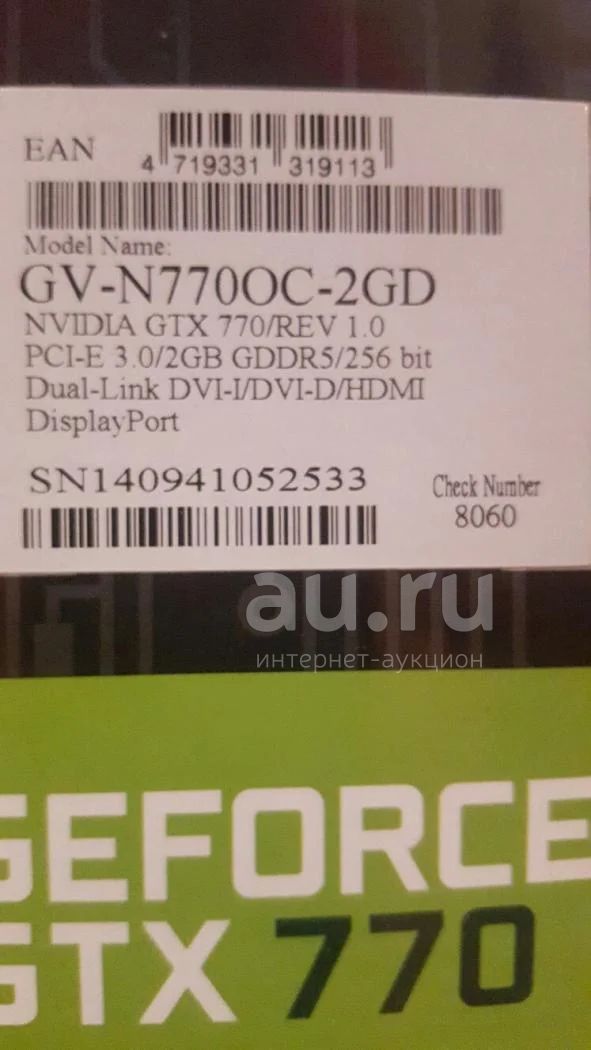 EAN
4 719331 319113
Model Name:
GV-N770OC-2GD
NVIDIA GTX 770/REV 1.0
PCI-E 3.0/2GB GDDR5/256 bit
Dual-Link DVI-I/DVI-D/HDMI
DisplayPort
SN140941052533
Check Number
8060
au.ru
интернет-аукцион
GEFORCE
GTX 770